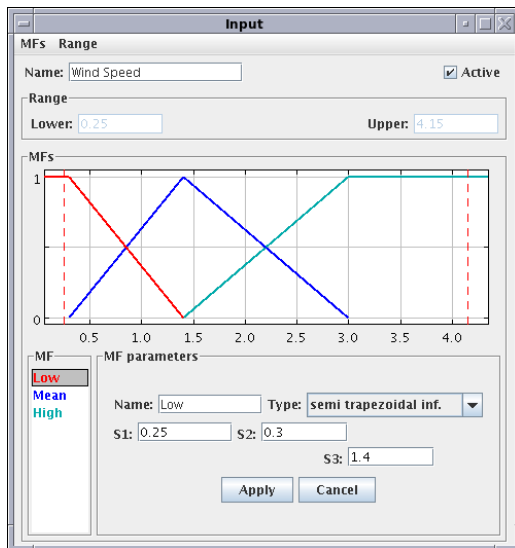 Input
MFs Range
Name: Wind Speed Active
Range
Lower: 0.25 Upper: 4.15
MFs
1
0
0.5 1.0 1.5 2.0 2.5 3.0 3.5 4.0
MF MF parameters
Low
Mean
High
Name: Low Type: semi trapezoidal inf.
S1: 0.25 S2: 0.3
S3: 1.4
Apply Cancel